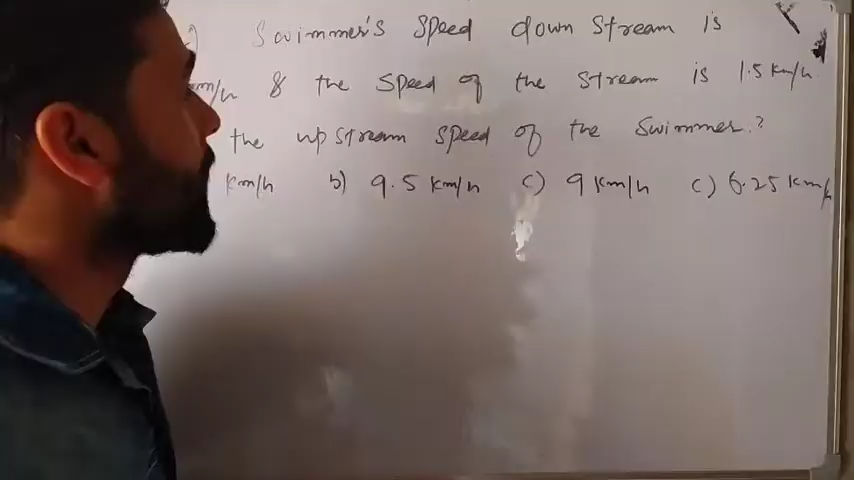 ) Swimmer's Speed down stream is
km/h & the speed of the stream is 1.5 km/h
the upstream speed of the swimmer.?
km/h b) 9.5 km/h c) 9 km/h c) 6.25 km/h